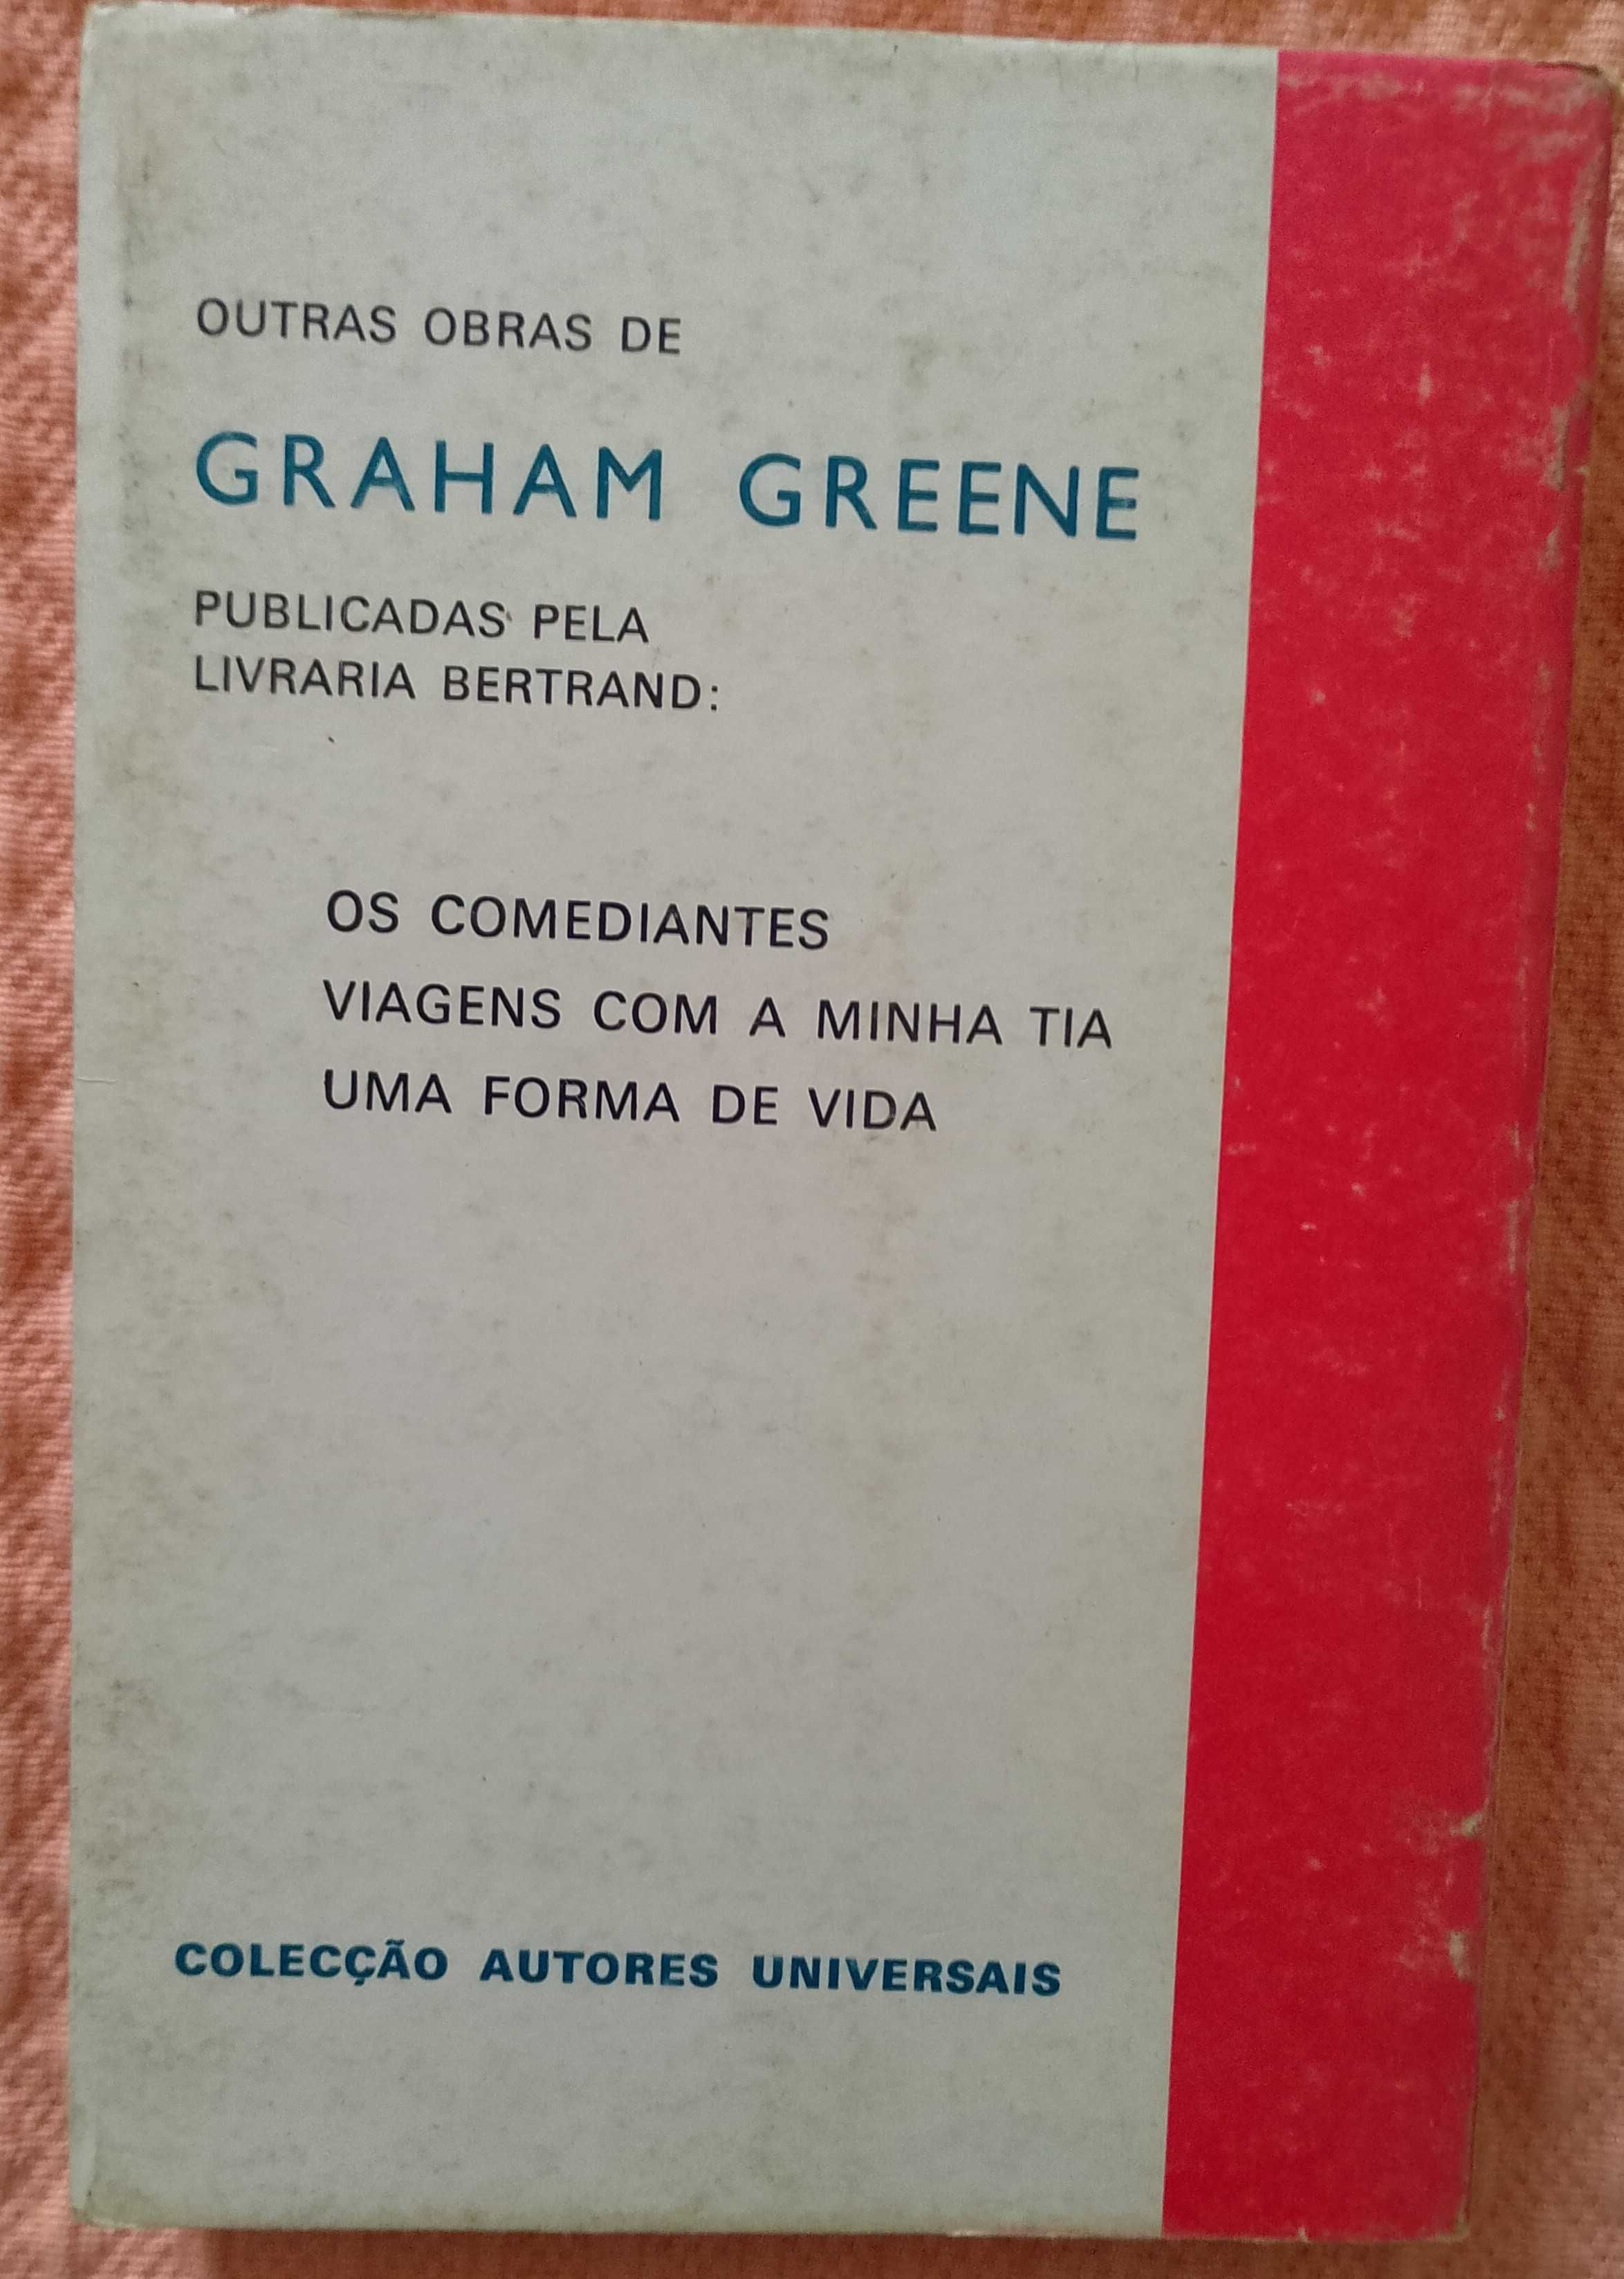 OUTRAS OBRAS DE
GRAHAM GREENE
PUBLICADAS PELA
LIVRARIA BERTRAND:
OS COMEDIANTES
VIAGENS COM A MINHA TIA
UMA FORMA DE VIDA
COLECÇÃO AUTORES UNIVERSAIS